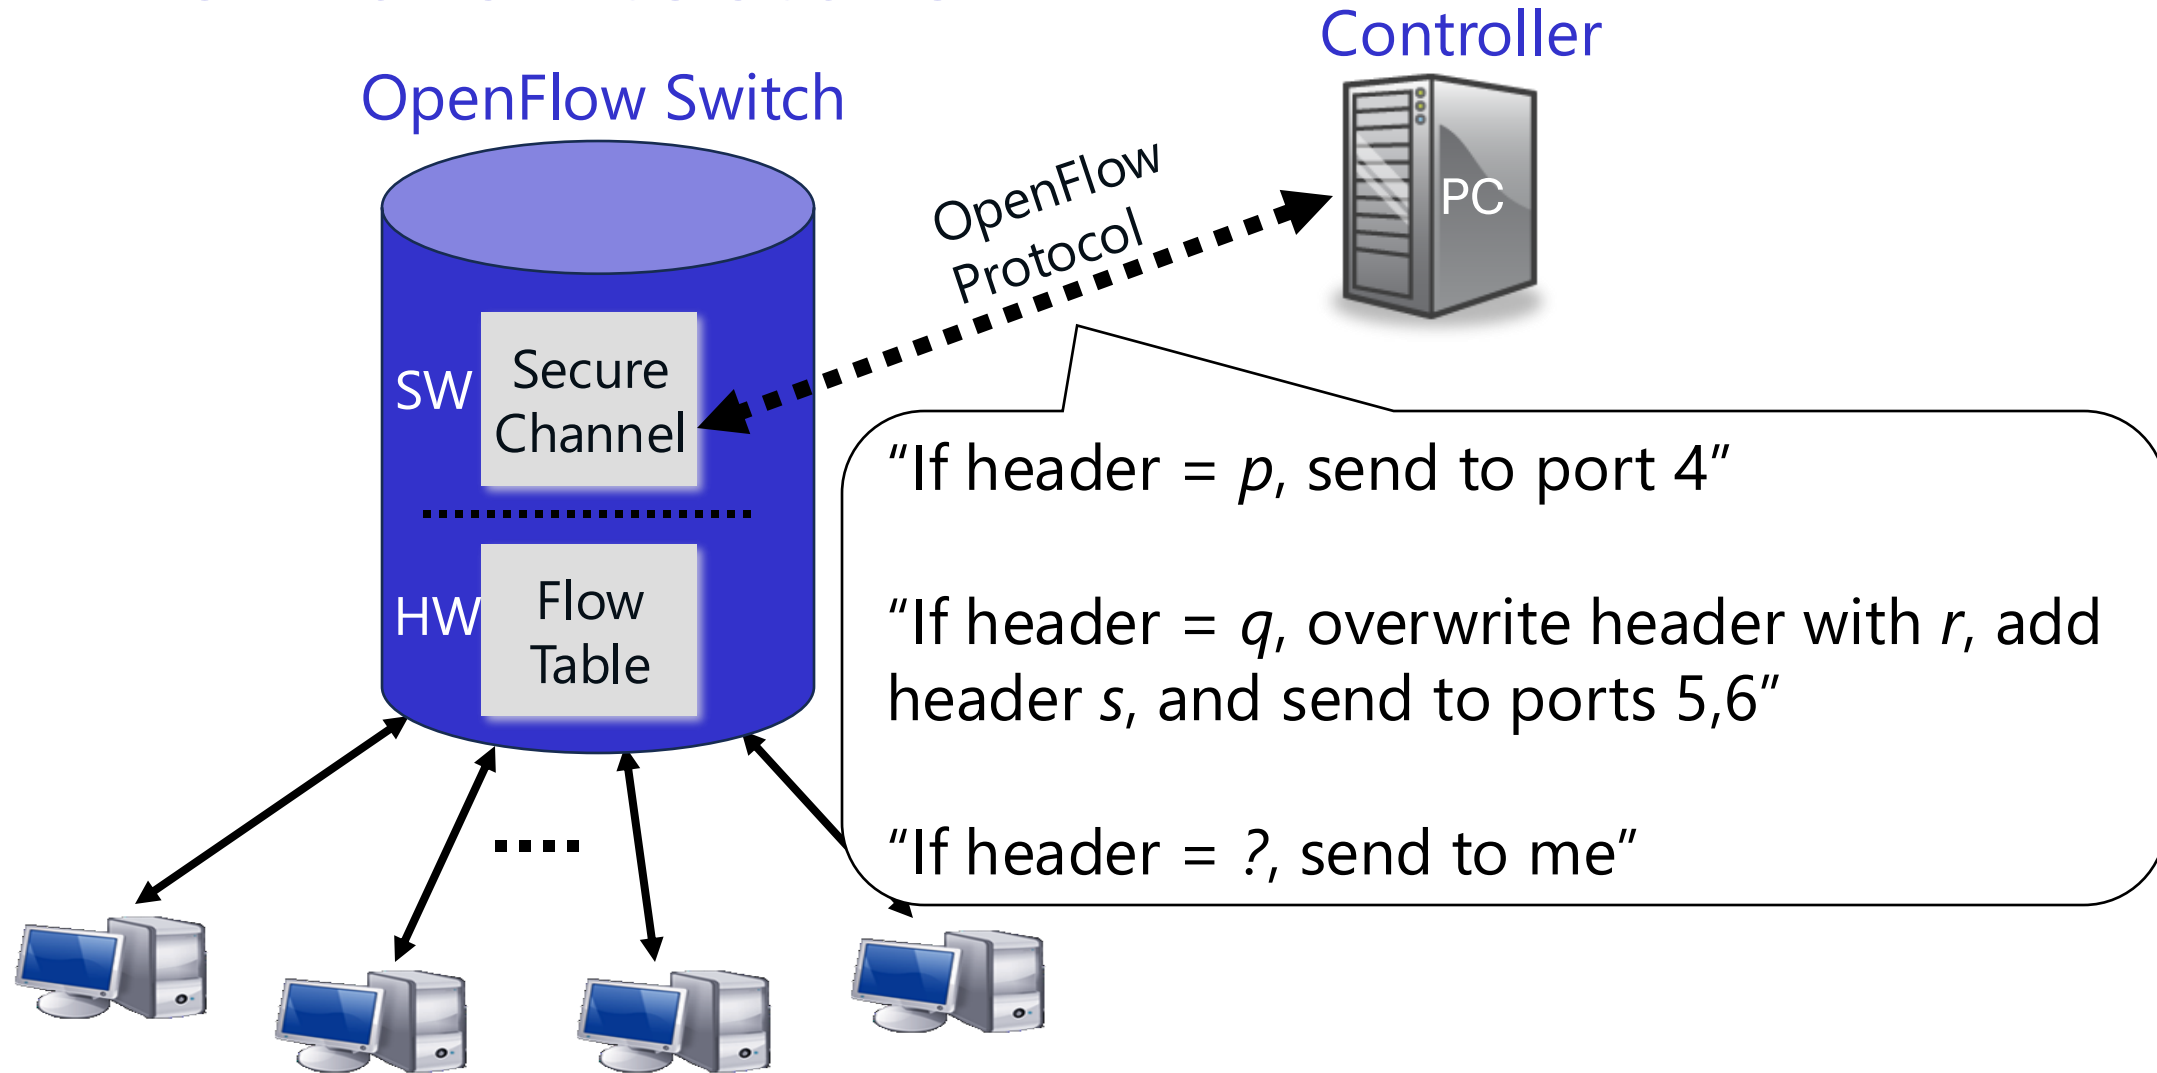 Controller
OpenFlow Switch
OpenFlow
Protocol
PC
SW
Secure
Channel
HW
Flow
Table
“If header = p, send to port 4”
“If header = q, overwrite header with r, add
header s, and send to ports 5,6”
“If header = ?, send to me”